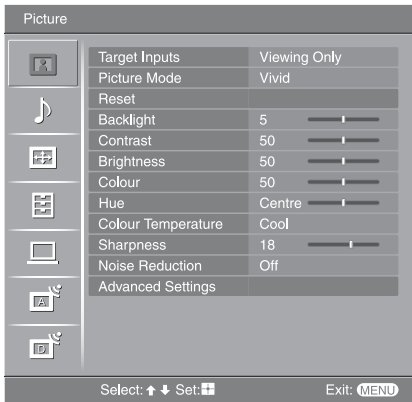 Picture
Target Inputs Viewing Only
Picture Mode Vivid
Reset
Backlight 5
Contrast 50
Brightness 50
Colour 50
Hue Centre
Colour Temperature Cool
Sharpness 18
Noise Reduction Off
Advanced Settings
A
D
Select: ↑ ↓ Set: Exit: MENU